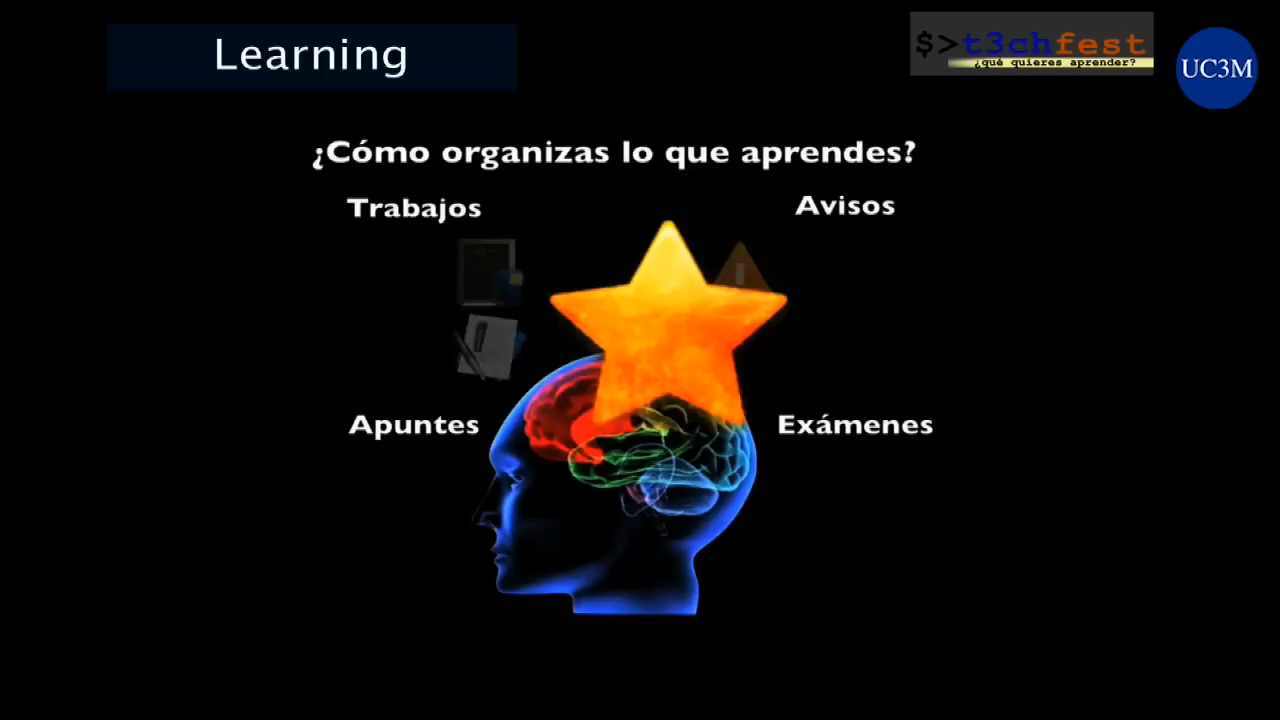 Learning
$>t3chfest
¿qué quieres aprender?
UC3M
¿Cómo organizas lo que aprendes?
Trabajos
Avisos
Apuntes
Exámenes